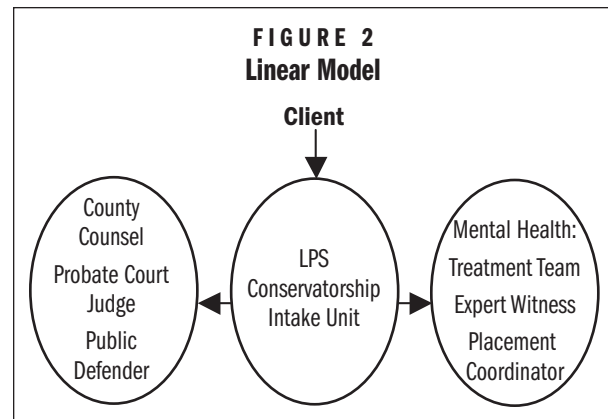 FIGURE 2
Linear Model
Client
County
Counsel
Probate Court
Judge
Public
Defender
LPS
Conservatorship
Intake Unit
Mental Health:
Treatment Team
Expert Witness
Placement
Coordinator